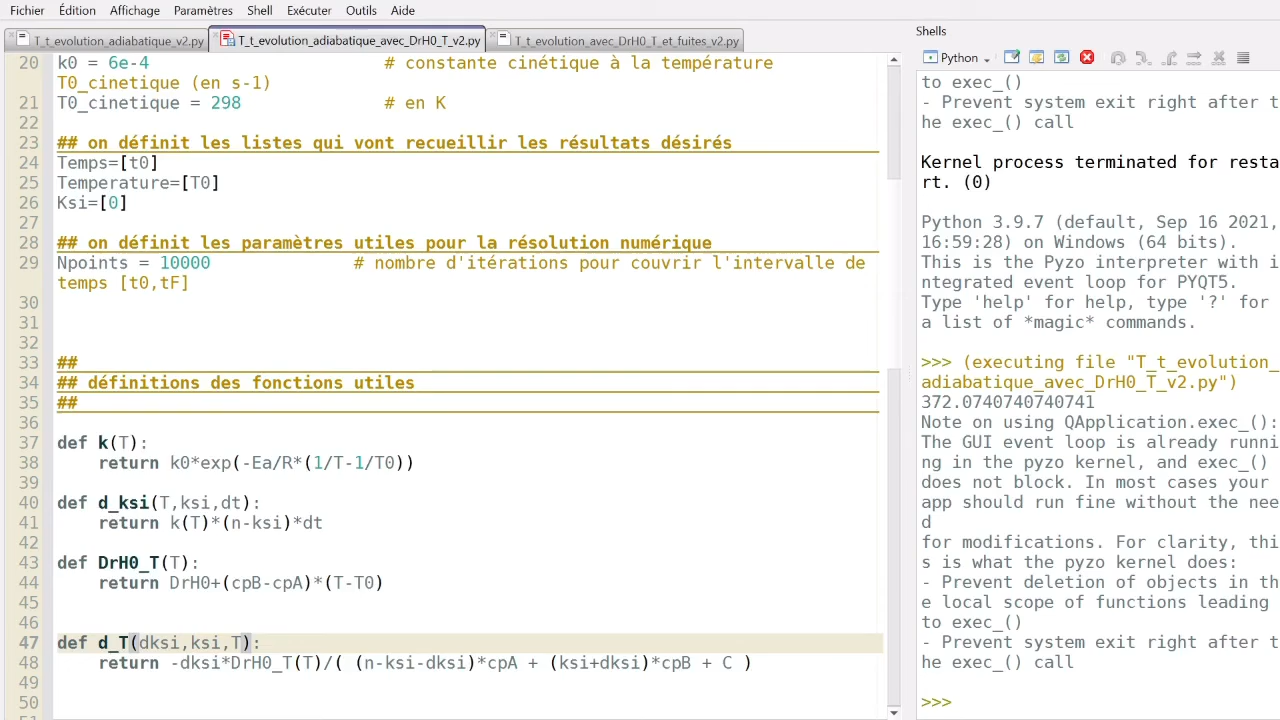 Fichier Édition Affichage Paramètres Shell Exécuter Outils Aide
T_t_evolution_adiabatique_v2.py T_t_evolution_adiabatique_avec_DrH0_T_v2.py T_t_evolution_avec_DrH0_T_et_fuites_v2.py
20 k0 = 6e-4 # constante cinétique à la température
T0_cinetique (en s-1)
21 T0_cinetique = 298 # en K
22
23 ## on définit les listes qui vont recueillir les résultats désirés
24 Temps=[t0]
25 Temperature=[T0]
26 Ksi=[0]
27
28 ## on définit les paramètres utiles pour la résolution numérique
29 Npoints = 10000 # nombre d'itérations pour couvrir l'intervalle de
temps [t0,tF]
30
31
32
33 ##
34 ## définitions des fonctions utiles
35 ##
36
37 def k(T):
38 return k0*exp(-Ea/R*(1/T-1/T0))
39
40 def d_ksi(T,ksi,dt):
41 return k(T)*(n-ksi)*dt
42
43 def DrH0_T(T):
44 return DrH0+(cpB-cpA)*(T-T0)
45
46
47 def d_T(dksi,ksi,T):
48 return -dksi*DrH0_T(T)/( (n-ksi-dksi)*cpA + (ksi+dksi)*cpB + C )
49
50
Shells
Python
to exec_()
- Prevent system exit right after t
he exec_() call
Kernel process terminated for resta
rt. (0)
Python 3.9.7 (default, Sep 16 2021,
16:59:28) on Windows (64 bits).
This is the Pyzo interpreter with i
ntegrated event loop for PYQT5.
Type 'help' for help, type '?' for
a list of *magic* commands.
>>> (executing file "T_t_evolution_
adiabatique_avec_DrH0_T_v2.py")
372.0740740740741
Note on using QApplication.exec_():
The GUI event loop is already runni
ng in the pyzo kernel, and exec_()
does not block. In most cases your
app should run fine without the nee
d
for modifications. For clarity, thi
s is what the pyzo kernel does:
- Prevent deletion of objects in th
e local scope of functions leading
to exec_()
- Prevent system exit right after t
he exec_() call
>>>